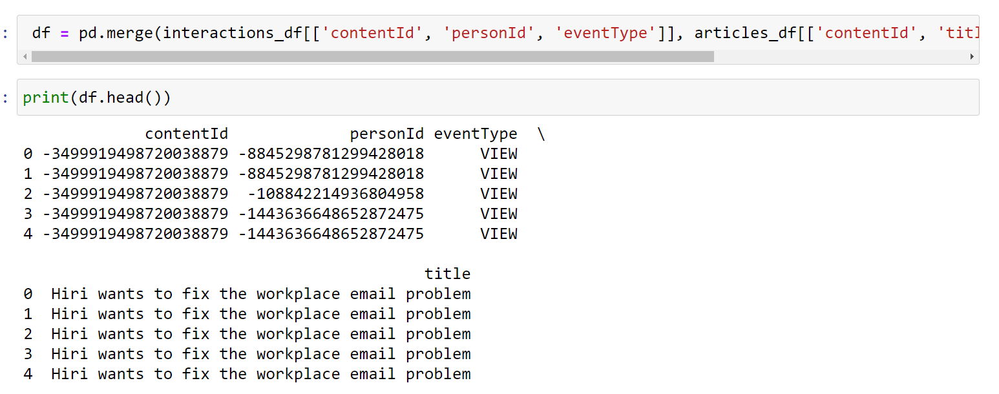 : df = pd.merge(interactions_df[['contentId', 'personId', 'eventType']], articles_df[['contentId', 'titl
: print(df.head())
contentId personId eventType \
0 -3499919498720038879 -8845298781299428018 VIEW
1 -3499919498720038879 -8845298781299428018 VIEW
2 -3499919498720038879 -108842214936804958 VIEW
3 -3499919498720038879 -1443636648652872475 VIEW
4 -3499919498720038879 -1443636648652872475 VIEW
title
0 Hiri wants to fix the workplace email problem
1 Hiri wants to fix the workplace email problem
2 Hiri wants to fix the workplace email problem
3 Hiri wants to fix the workplace email problem
4 Hiri wants to fix the workplace email problem